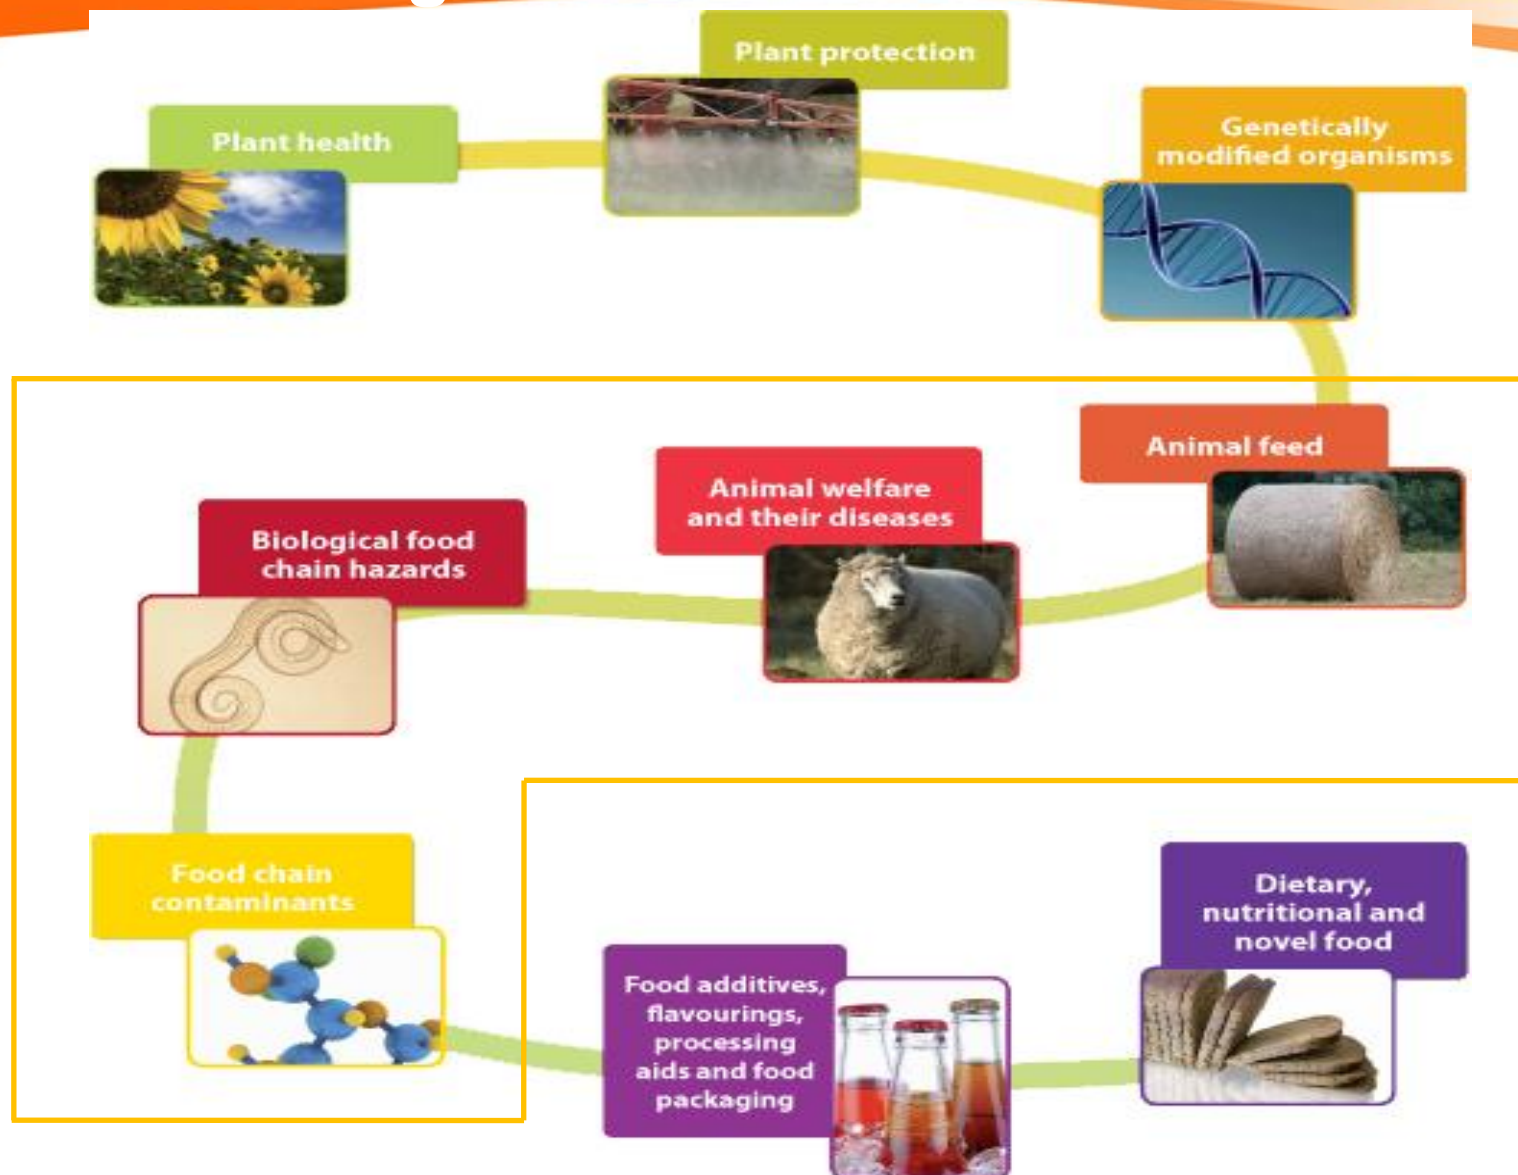 Plant protection
Plant health
Genetically
modified organisms
Animal feed
Animal welfare
and their diseases
Biological food
chain hazards
Food chain
contaminants
Food additives,
flavourings,
processing
aids and food
packaging
Dietary,
nutritional and
novel food